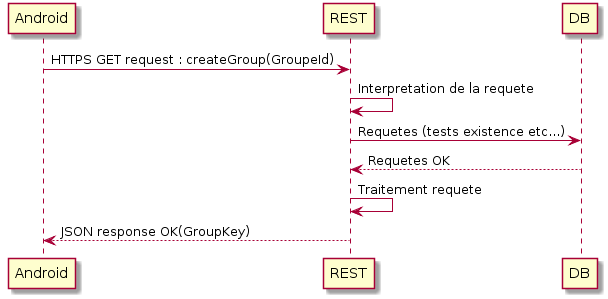 Android REST DB
HTTPS GET request : createGroup(GroupeId)
Interpretation de la requete
Requetes (tests existence etc...)
Requetes OK
Traitement requete
JSON response OK(GroupKey)
Android REST DB